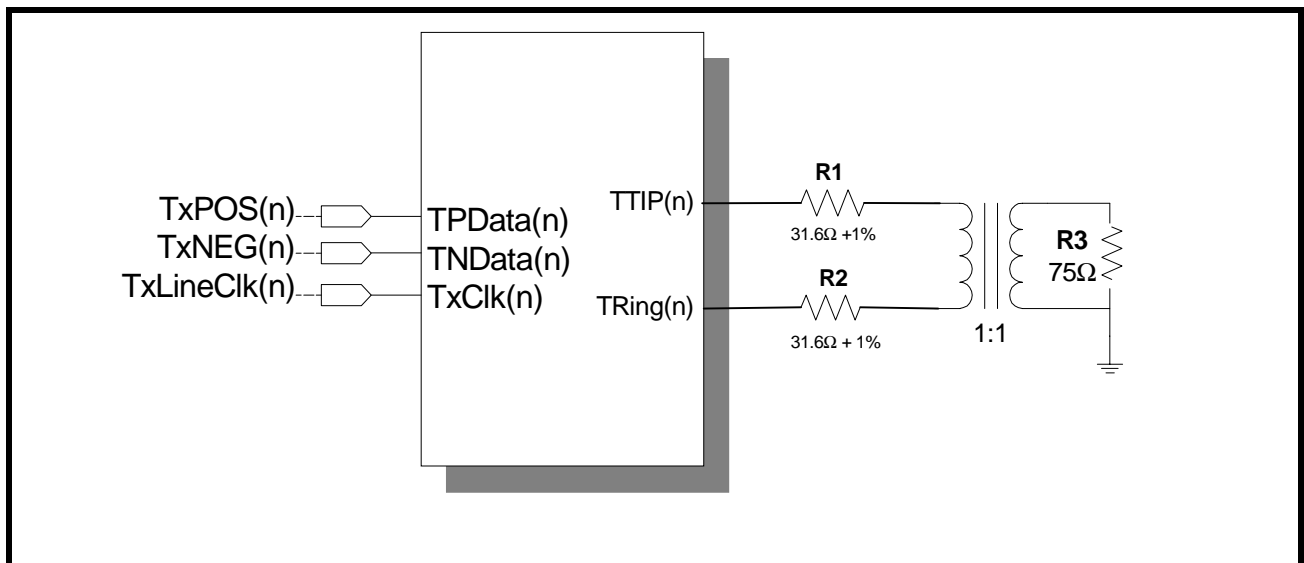 TxPOS(n)
TxNEG(n)
TxLineClk(n)
TPData(n)
TNData(n)
TxClk(n)
TTIP(n)
TRing(n)
R1
31.6Ω +1%
R2
31.6Ω + 1%
1:1
R3
75Ω